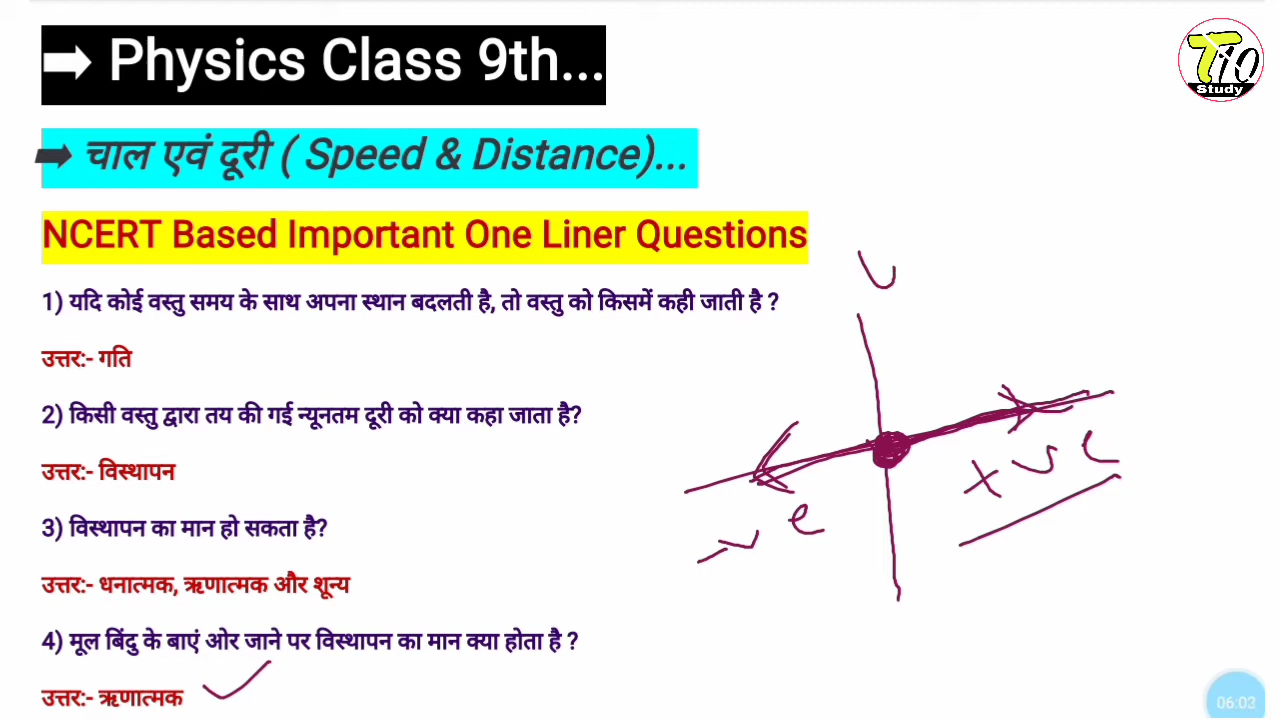 ➡ Physics Class 9th...
T10
Study
➡ चाल एवं दूरी ( Speed & Distance)...
NCERT Based Important One Liner Questions
1) यदि कोई वस्तु समय के साथ अपना स्थान बदलती है, तो वस्तु को किसमें कही जाती है ?
उत्तर:- गति
2) किसी वस्तु द्वारा तय की गई न्यूनतम दूरी को क्या कहा जाता है?
उत्तर:- विस्थापन
3) विस्थापन का मान हो सकता है?
उत्तर:- धनात्मक, ऋणात्मक और शून्य
4) मूल बिंदु के बाएं ओर जाने पर विस्थापन का मान क्या होता है ?
उत्तर:- ऋणात्मक
+ve
-ve
06:02